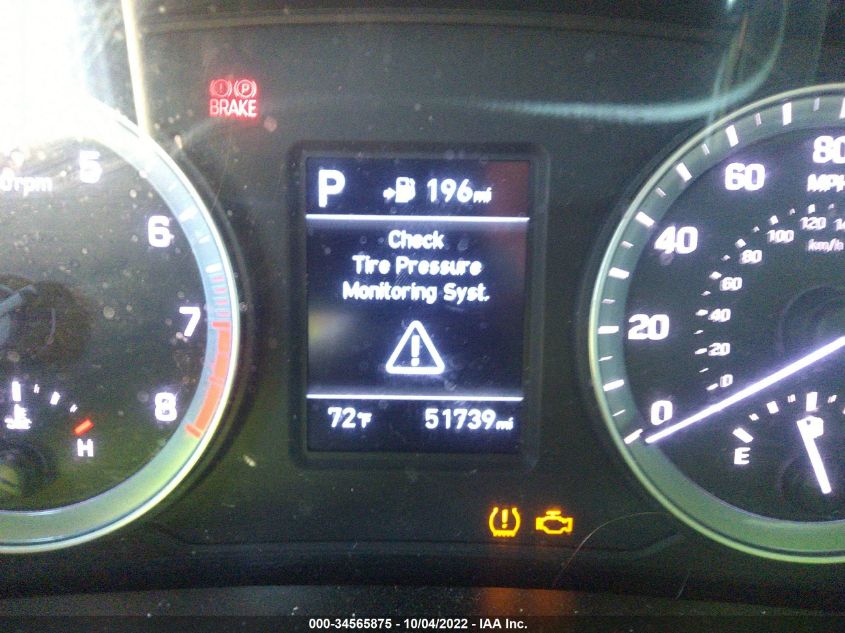 (!) (P)
BRAKE
P 196mi
Check
Tire Pressure
Monitoring Syst.
!
72°F 51739mi
5
6
7
8
H
0rpm
0
20
40
60
80
MPH
0
20
40
60
80
100
120
km/h
E
000-34565875 - 10/04/2022 - IAA Inc.